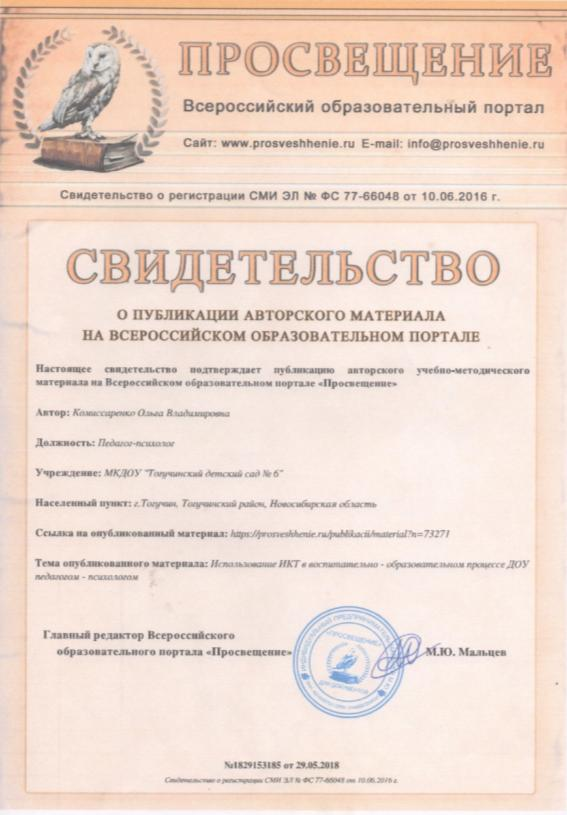 ПРОСВЕЩЕНИЕ
Всероссийский образовательный портал
Сайт: www.prosveshhenie.ru E-mail: info@prosveshhenie.ru
Свидетельство о регистрации СМИ ЭЛ № ФС 77-66048 от 10.06.2016 г.
СВИДЕТЕЛЬСТВО
О ПУБЛИКАЦИИ АВТОРСКОГО МАТЕРИАЛА
НА ВСЕРОССИЙСКОМ ОБРАЗОВАТЕЛЬНОМ ПОРТАЛЕ
Настоящее свидетельство подтверждает публикацию авторского учебно-методического
материала на Всероссийском образовательном портале «Просвещение»
Автор: Комиссаренко Ольга Владимировна
Должность: Педагог-психолог
Учреждение: МКДОУ "Тогучинский детский сад № 6"
Населенный пункт: г.Тогучин, Тогучинский район, Новосибирская область
Ссылка на опубликованный материал: https://prosveshhenie.ru/publikacii/material?n=73271
Тема опубликованного материала: Использование ИКТ в воспитательно - образовательном процессе ДОУ
педагогом - психологом
Главный редактор Всероссийского
образовательного портала «Просвещение»
М.Ю. Мальцев
ИНДИВИДУАЛЬНЫЙ ПРЕДПРИНИМАТЕЛЬ
«ПРОСВЕЩЕНИЕ»
ДЛЯ ДОКУМЕНТОВ
№1829153185 от 29.05.2018
Свидетельство о регистрации СМИ ЭЛ № ФС 77-66048 от 10.06.2016 г.